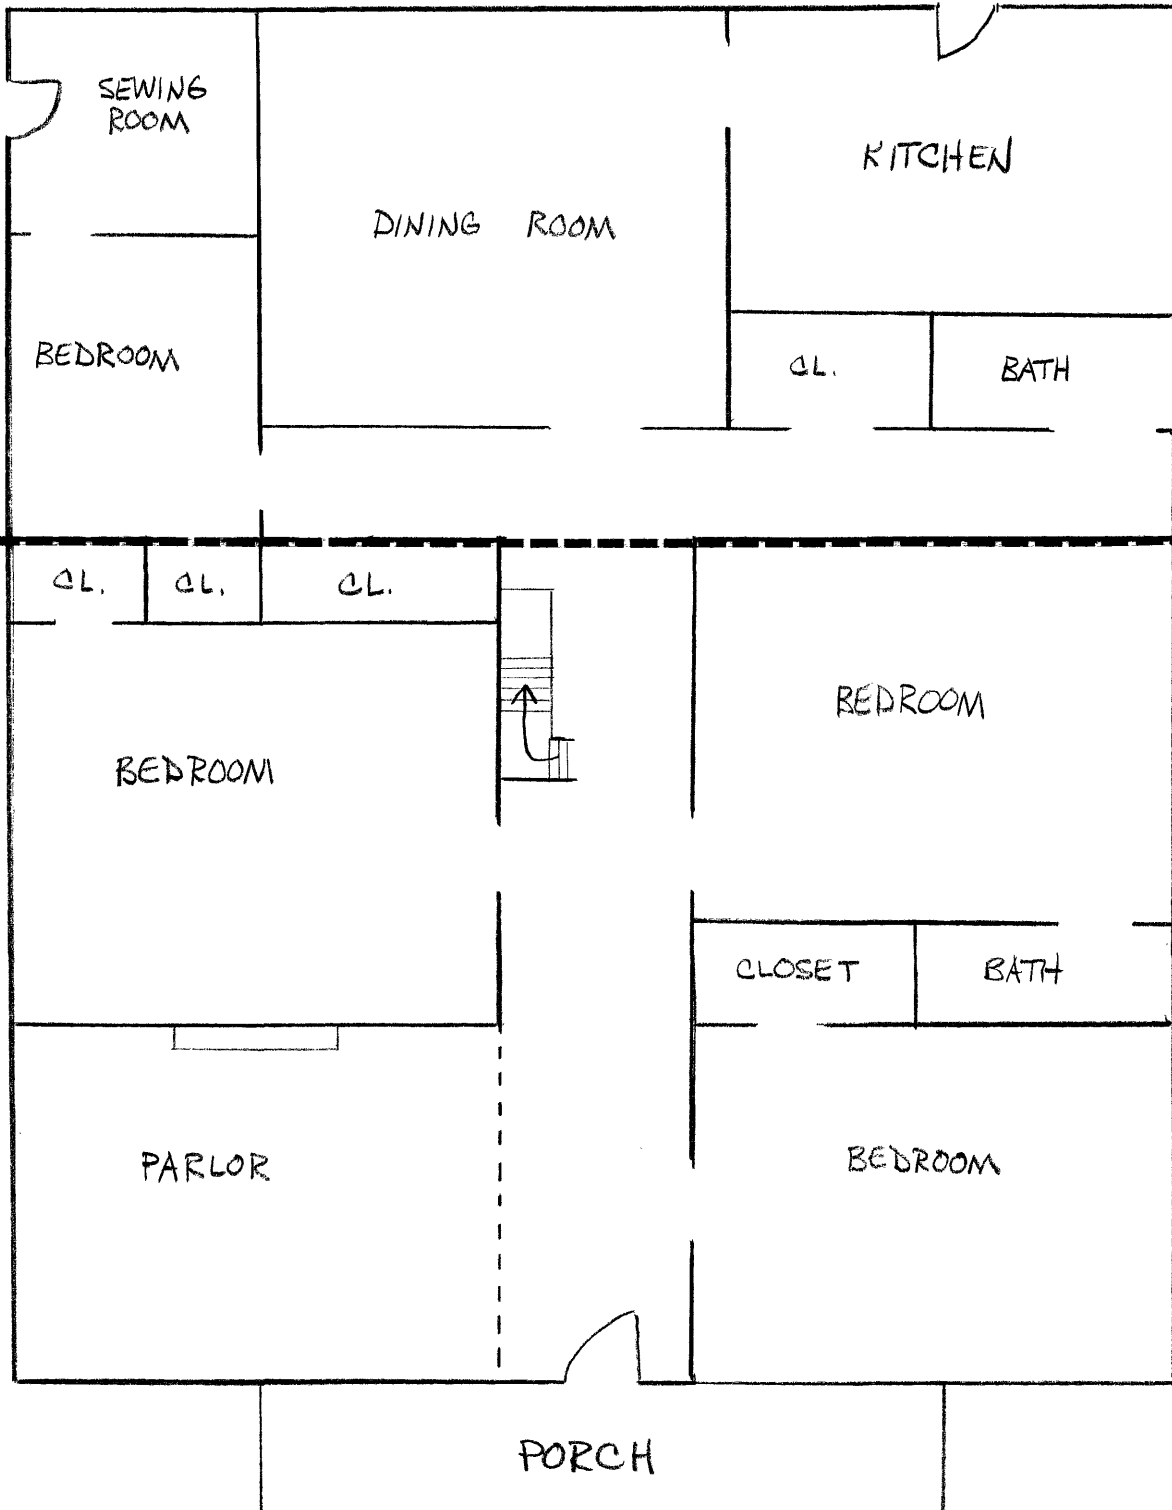 SEWING
ROOM
DINING ROOM
KITCHEN
BEDROOM
CL.
BATH
CL.
CL.
CL.
BEDROOM
BEDROOM
CLOSET
BATH
PARLOR
BEDROOM
PORCH